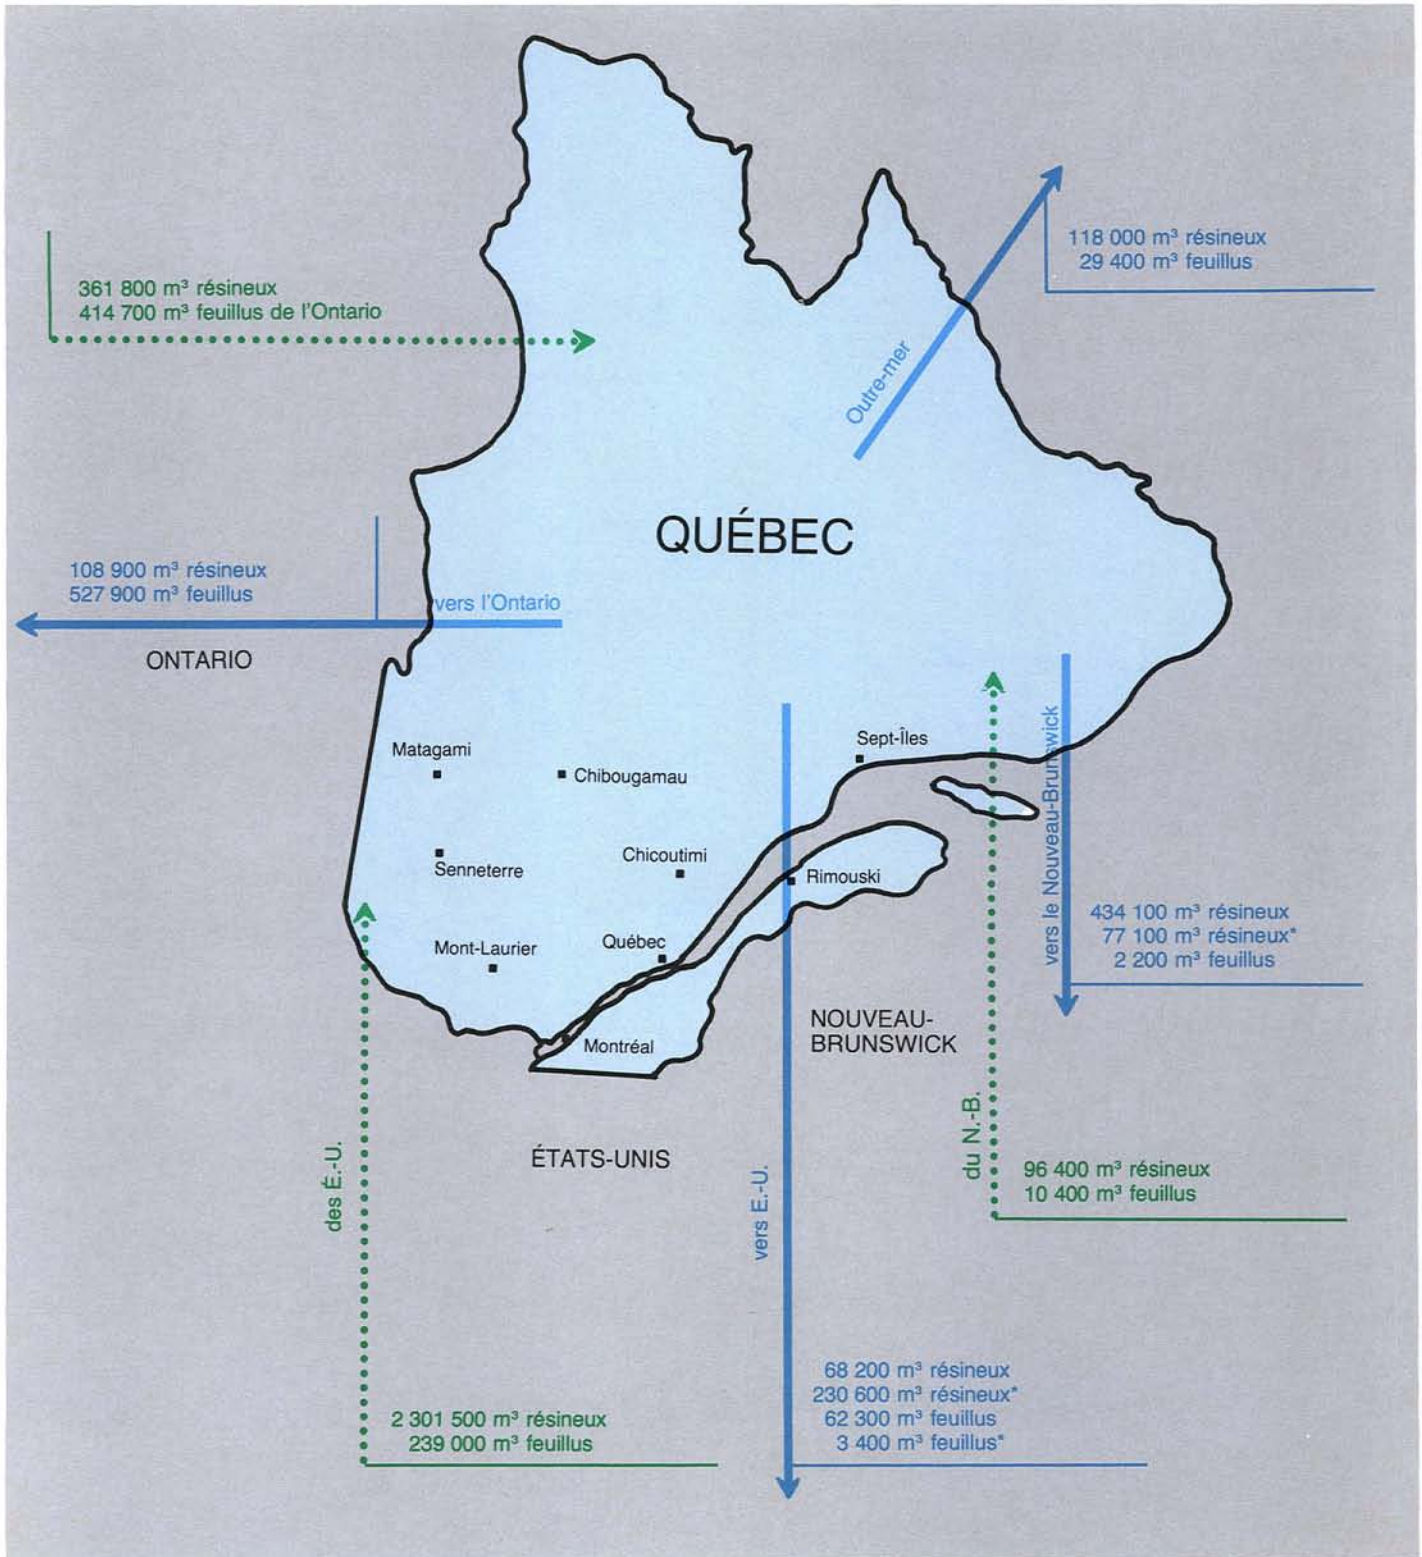 118 000 m³ résineux
29 400 m³ feuillus
361 800 m³ résineux
414 700 m³ feuillus de l'Ontario
Outre-mer
QUÉBEC
108 900 m³ résineux
527 900 m³ feuillus
vers l'Ontario
ONTARIO
Matagami
Chibougamau
Sept-Îles
vers le Nouveau-Brunswick
Senneterre
Chicoutimi
Rimouski
434 100 m³ résineux
77 100 m³ résineux*
2 200 m³ feuillus
Mont-Laurier
Québec
NOUVEAU-
BRUNSWICK
Montréal
ÉTATS-UNIS
du N.-B.
des É.-U.
vers E.-U.
96 400 m³ résineux
10 400 m³ feuillus
68 200 m³ résineux
230 600 m³ résineux*
62 300 m³ feuillus
3 400 m³ feuillus*
2 301 500 m³ résineux
239 000 m³ feuillus